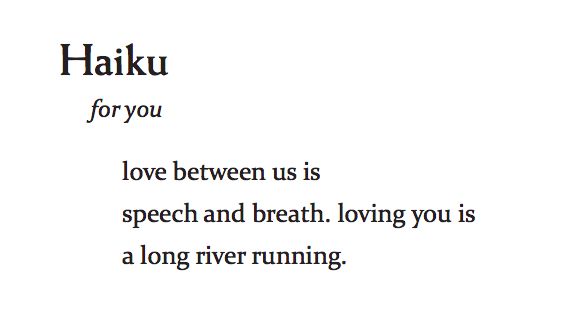 Haiku
for you
love between us is
speech and breath. loving you is
a long river running.